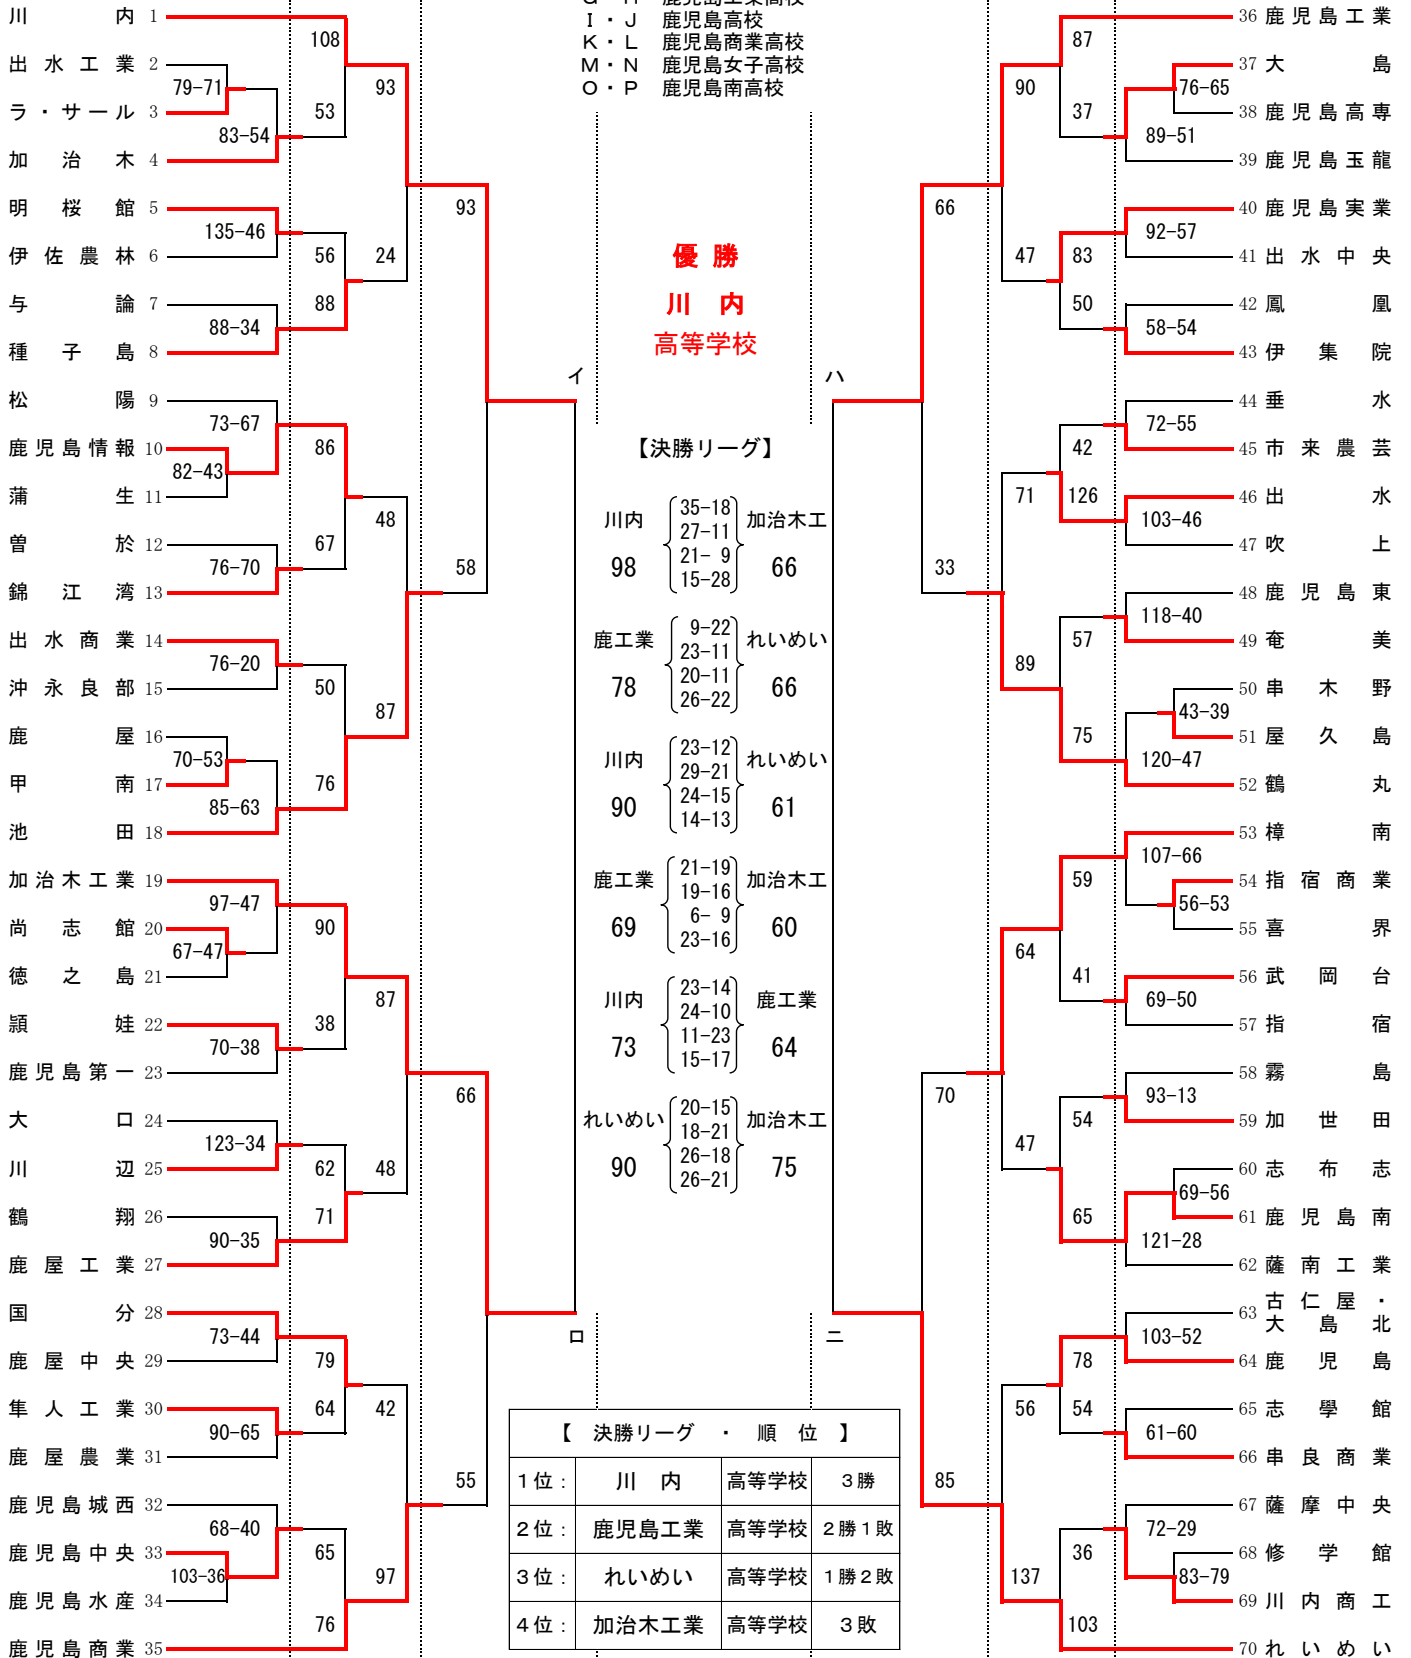 Ｉ・Ｊ 鹿児島高校
Ｋ・Ｌ 鹿児島商業高校
Ｍ・Ｎ 鹿児島女子高校
Ｏ・Ｐ 鹿児島南高校
川内 1
出水工業 2
ラ・サール 3
加治木 4
明桜館 5
伊佐農林 6
与論 7
種子島 8
松陽 9
鹿児島情報 10
蒲生 11
曽於 12
錦江湾 13
出水商業 14
沖永良部 15
鹿屋 16
甲南 17
池田 18
加治木工業 19
尚志館 20
徳之島 21
頴娃 22
鹿児島第一 23
大口 24
川辺 25
鶴翔 26
鹿屋工業 27
国分 28
鹿屋中央 29
隼人工業 30
鹿屋農業 31
鹿児島城西 32
鹿児島中央 33
鹿児島水産 34
鹿児島商業 35
79-71
83-54
135-46
88-34
73-67
82-43
76-70
76-20
70-53
85-63
97-47
67-47
70-38
123-34
90-35
73-44
90-65
68-40
103-36
108
53
56
88
86
67
50
76
90
38
62
71
79
64
65
76
93
24
48
87
87
48
42
97
93
58
66
55
イ
ロ
優勝
川内
高等学校
【決勝リーグ】
川内 35-18 加治木工
27-11
98 21- 9 66
15-28
鹿工業 9-22 れいめい
23-11
78 20-11 66
26-22
川内 23-12 れいめい
29-21
90 24-15 61
14-13
鹿工業 21-19 加治木工
19-16
69 6- 9 60
23-16
川内 23-14 鹿工業
24-10
73 11-23 64
15-17
れいめい 20-15 加治木工
18-21
90 26-18 75
26-21
【 決勝リーグ ・ 順 位 】
１位： 川内 高等学校 ３勝
２位： 鹿児島工業 高等学校 ２勝１敗
３位： れいめい 高等学校 １勝２敗
４位： 加治木工業 高等学校 ３敗
ハ
ニ
66
33
70
85
90
47
71
89
64
47
56
137
87
37
83
50
42
126
57
75
59
41
54
65
78
54
36
103
76-65
89-51
92-57
58-54
72-55
103-46
118-40
43-39
120-47
107-66
56-53
69-50
93-13
69-56
121-28
103-52
61-60
72-29
83-79
36 鹿児島工業
37 大島
38 鹿児島高専
39 鹿児島玉龍
40 鹿児島実業
41 出水中央
42 鳳凰
43 伊集院
44 垂水
45 市来農芸
46 出水
47 吹上
48 鹿児島東
49 奄美
50 串木野
51 屋久島
52 鶴丸
53 樟南
54 指宿商業
55 喜界
56 武岡台
57 指宿
58 霧島
59 加世田
60 志布志
61 鹿児島南
62 薩南工業
63 古仁屋・
大島北
64 鹿児島
65 志學館
66 串良商業
67 薩摩中央
68 修学館
69 川内商工
70 れいめい